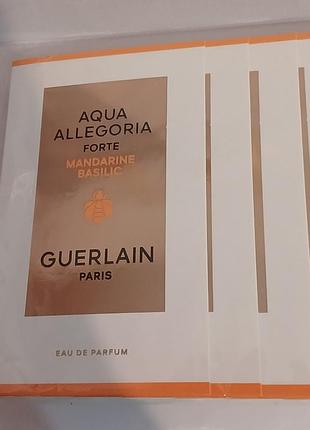 AQUA
ALLEGORIA
FORTE
MANDARINE
BASILIC
GUERLAIN
PARIS
EAU DE PARFUM